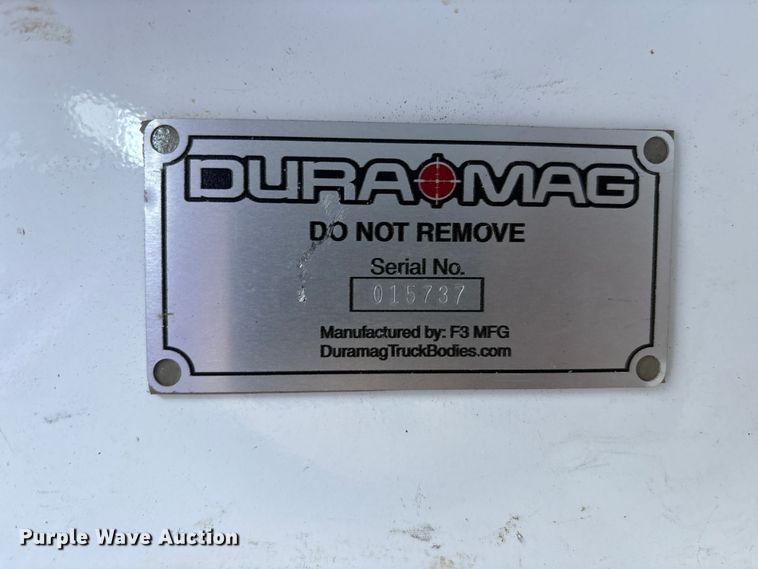 DURAMAG
DO NOT REMOVE
Serial No.
015737
Manufactured by: F3 MFG
DuramagTruckBodies.com
Purple Wave Auction